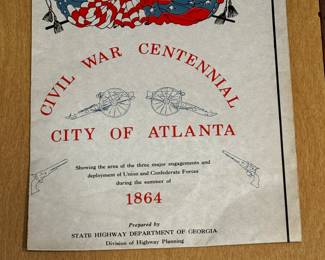 CIVIL WAR CENTENNIAL
CITY OF ATLANTA
Showing the area of the three major engagements and
deployment of Union and Confederate Forces
during the summer of
1864
Prepared by
STATE HIGHWAY DEPARTMENT OF GEORGIA
Division of Highway Planning